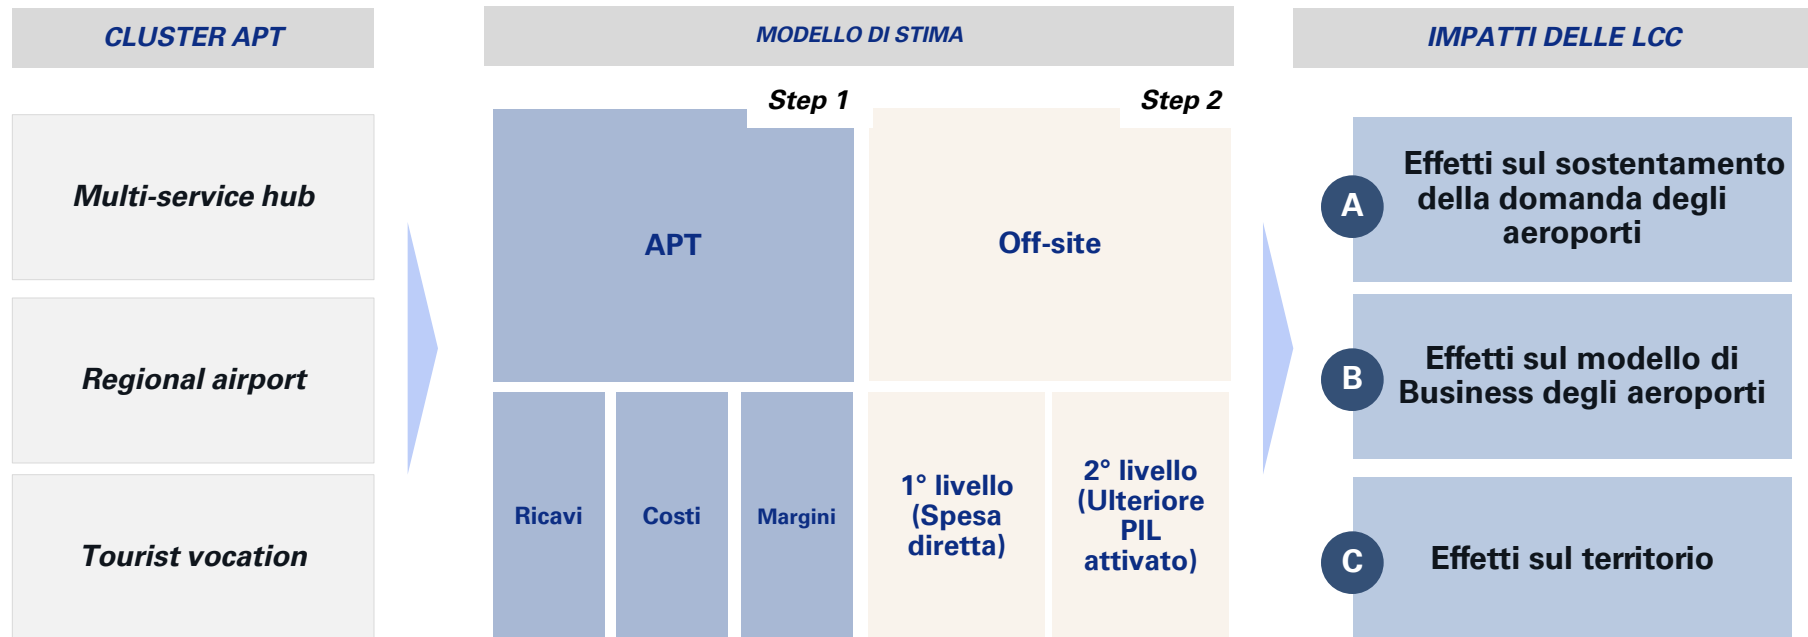 CLUSTER APT
MODELLO DI STIMA
IMPATTI DELLE LCC
Multi-service hub
Regional airport
Tourist vocation
Step 1
Step 2
APT
Off-site
Ricavi
Costi
Margini
1° livello
(Spesa
diretta)
2° livello
(Ulteriore
PIL
attivato)
A
Effetti sul sostentamento
della domanda degli
aeroporti
B
Effetti sul modello di
Business degli aeroporti
C
Effetti sul territorio